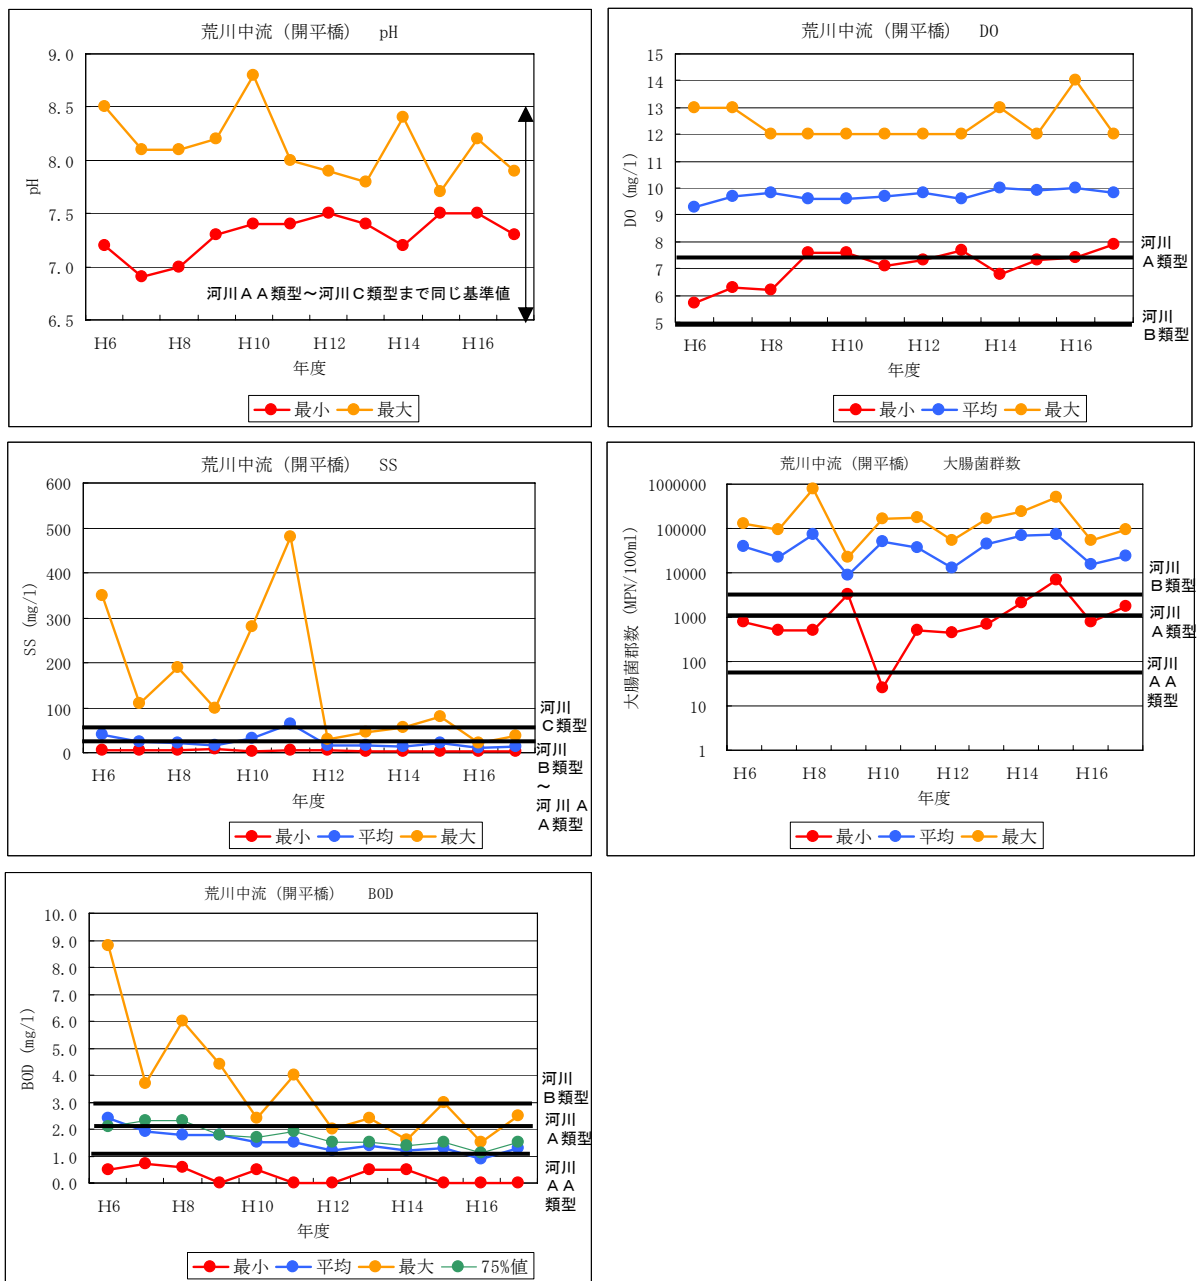 荒川中流 (開平橋)　pH
9.0
8.5
8.0
7.5
7.0
6.5
pH
河川ＡＡ類型～河川Ｃ類型まで同じ基準値
H6 H8 H10 H12 H14 H16
年度
最小 最大
荒川中流 (開平橋)　DO
15
14
13
12
11
10
9
8
7
6
5
DO (mg/l)
河川
Ａ類型
河川
Ｂ類型
H6 H8 H10 H12 H14 H16
年度
最小 平均 最大
荒川中流 (開平橋)　SS
600
500
400
300
200
100
0
SS (mg/l)
河川
Ｃ類型
河川
Ｂ類型
～
河川Ａ
Ａ類型
H6 H8 H10 H12 H14 H16
年度
最小 平均 最大
荒川中流 (開平橋)　大腸菌群数
1000000
100000
10000
1000
100
10
1
大腸菌郡数 (MPN/100ml)
河川
Ｂ類型
河川
Ａ類型
河川
ＡＡ
類型
H6 H8 H10 H12 H14 H16
年度
最小 平均 最大
荒川中流 (開平橋)　BOD
10.0
9.0
8.0
7.0
6.0
5.0
4.0
3.0
2.0
1.0
0.0
BOD (mg/l)
河川
Ｂ類型
河川
Ａ類型
河川
ＡＡ
類型
H6 H8 H10 H12 H14 H16
年度
最小 平均 最大 75%値